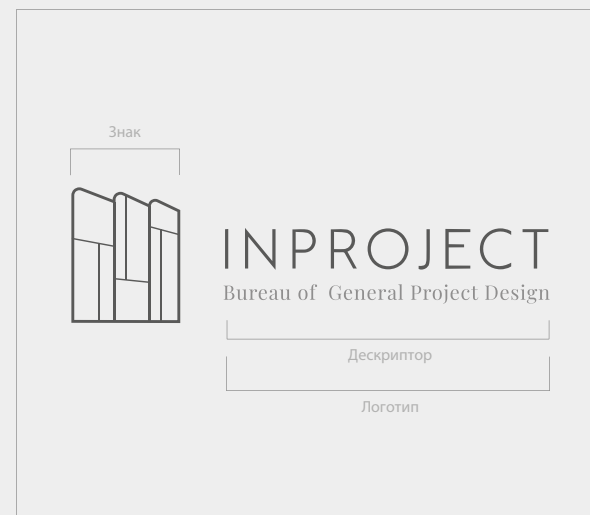 Знак
INPROJECT
Bureau of General Project Design
Дескриптор
Логотип